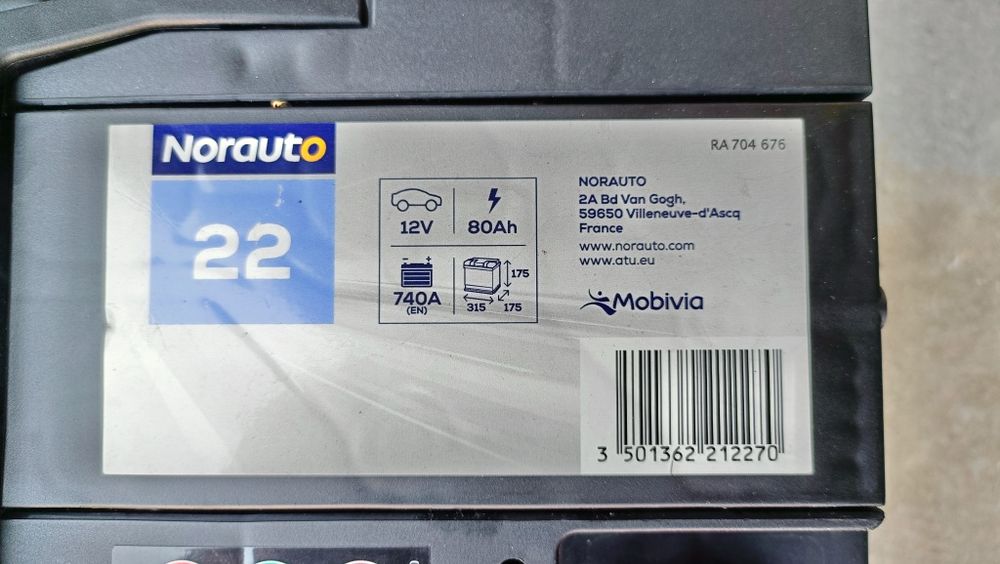 Norauto
22
12V
80Ah
740A
(EN)
175
315
175
RA 704 676
NORAUTO
2A Bd Van Gogh,
59650 Villeneuve-d'Ascq
France
www.norauto.com
www.atu.eu
Mobivia
3 501362 212270